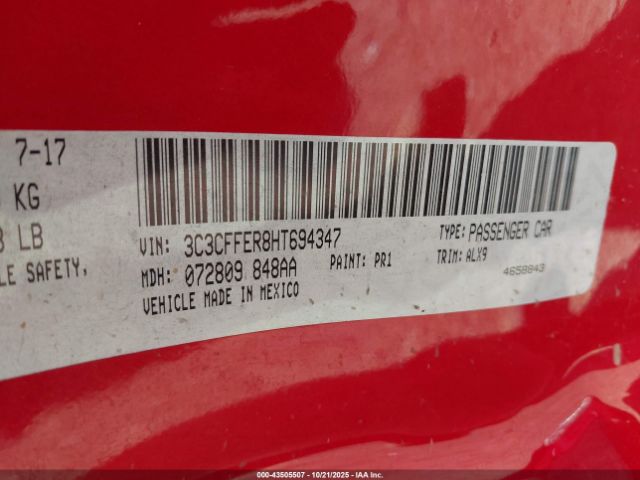 7-17
KG
LB
LE SAFETY,
VIN: 3C3CFFER8HT694347
TYPE: PASSENGER CAR
MDH: 072809 848AA
PAINT: PR1
TRIM: ALX9
VEHICLE MADE IN MEXICO
4658843
000-43505507 - 10/21/2025 - IAA Inc.